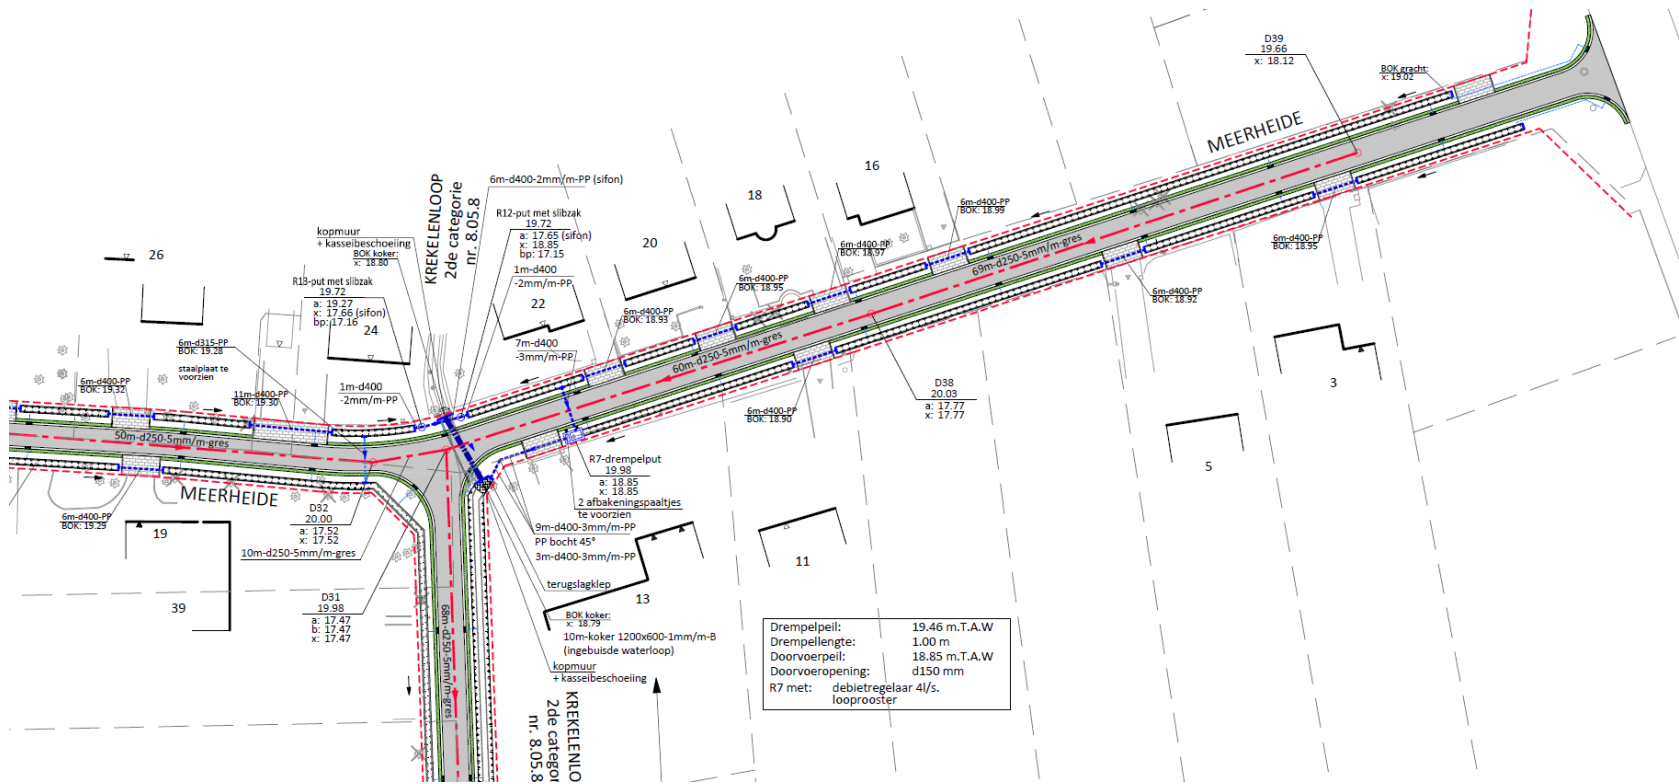 D39
19.66
x: 18.12
BOK gracht:
x: 19.02
MEERHEIDE
16
18
20
22
24
26
6m-d400-2mm/m-PP (sifon)
KREKELENLOOP
2de categorie
nr. 8.05.8
R12-put met slibzak
19.72
a: 17.65 (sifon)
x: 18.85
bp: 17.15
1m-d400
-2mm/m-PP
7m-d400
-3mm/m-PP
kopmuur
+ kasseibeschoeiing
BOK koker:
x: 18.80
R13-put met slibzak
19.72
a: 19.27
x: 17.66 (sifon)
bp: 17.16
6m-d400-PP
BOK: 18.99
6m-d400-PP
BOK: 18.97
6m-d400-PP
BOK: 18.95
6m-d400-PP
BOK: 18.93
6m-d400-PP
BOK: 18.95
6m-d400-PP
BOK: 18.92
6m-d400-PP
BOK: 18.90
69m-d250-5mm/m-gres
60m-d250-5mm/m-gres
6m-d315-PP
BOK: 19.28
staalplaat te
voorzien
6m-d400-PP
BOK: 19.32
11m-d400-PP
BOK: 19.30
1m-d400
-2mm/m-PP
50m-d250-5mm/m-gres
MEERHEIDE
6m-d400-PP
BOK: 19.29
D32
20.00
a: 17.52
x: 17.52
10m-d250-5mm/m-gres
D31
19.98
a: 17.47
b: 17.47
x: 17.47
68m-d250-5mm/m-gres
D38
20.03
a: 17.77
x: 17.77
R7-drempelput
19.98
a: 18.85
x: 18.85
2 afbakeningspaaltjes
te voorzien
9m-d400-3mm/m-PP
PP bocht 45°
3m-d400-3mm/m-PP
terugslagklep
BOK koker:
x: 18.79
10m-koker 1200x600-1mm/m-B
(ingebuisde waterloop)
kopmuur
+ kasseibeschoeiing
KREKELENLO
2de categor
nr. 8.05.8
19
39
13
11
5
3
Drempelpeil: 19.46 m.T.A.W
Drempellengte: 1.00 m
Doorvoerpeil: 18.85 m.T.A.W
Doorvoeropening: d150 mm
R7 met: debietregelaar 4l/s.
looprooster